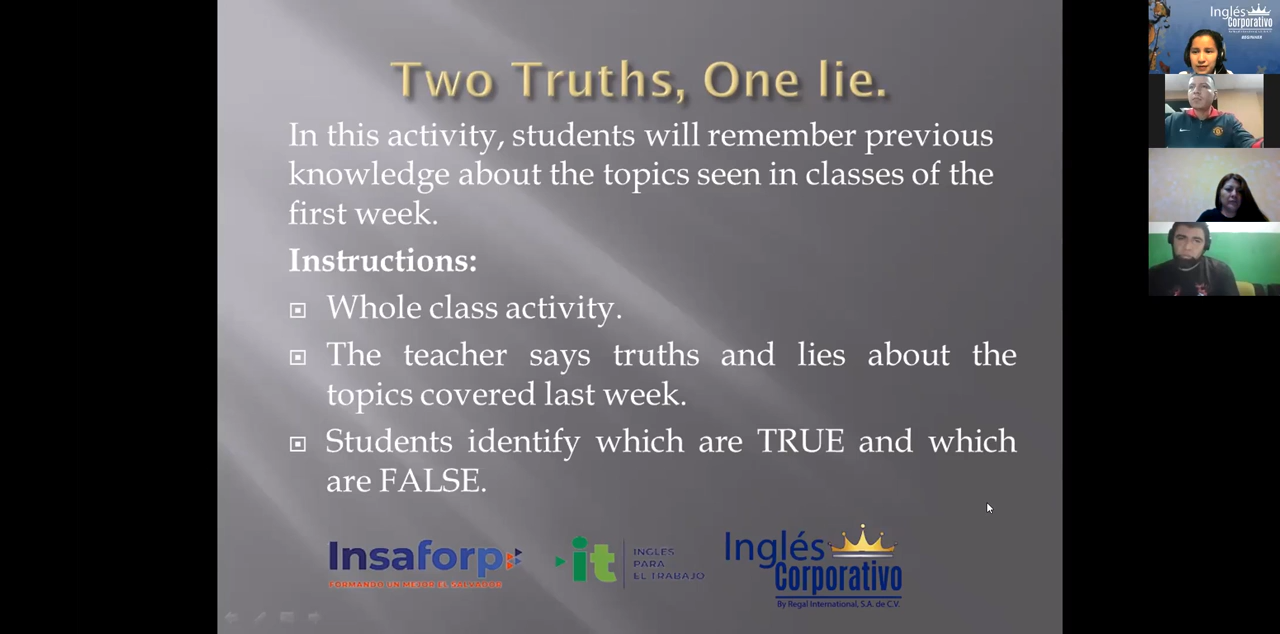 Two Truths, One lie.
In this activity, students will remember previous
knowledge about the topics seen in classes of the
first week.
Instructions:
Whole class activity.
The teacher says truths and lies about the
topics covered last week.
Students identify which are TRUE and which
are FALSE.
Insaforp
FORMANDO UN MEJOR EL SALVADOR
it
INGLES
PARA
EL TRABAJO
Inglés
Corporativo
By Regal International, S.A. de C.V.
Inglés
Corporativo
BEGINNER